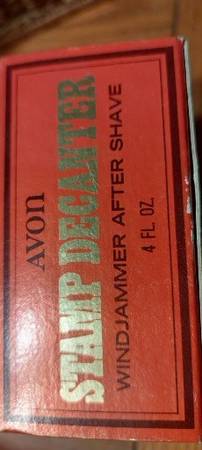 AVON
STAMP DECANTER
WINDJAMMER AFTER SHAVE
4 FL. OZ.